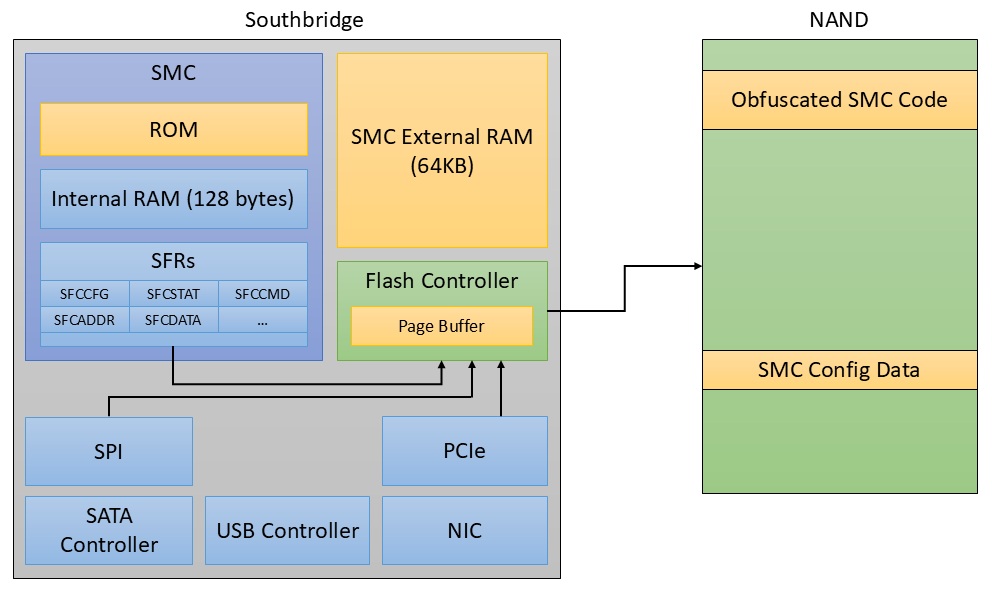 Southbridge
NAND
SMC
ROM
Internal RAM (128 bytes)
SFRs
SFCCFG
SFCSTAT
SFCCMD
SFCADDR
SFCDATA
...
SMC External RAM
(64KB)
Flash Controller
Page Buffer
SPI
PCIe
SATA
Controller
USB Controller
NIC
Obfuscated SMC Code
SMC Config Data